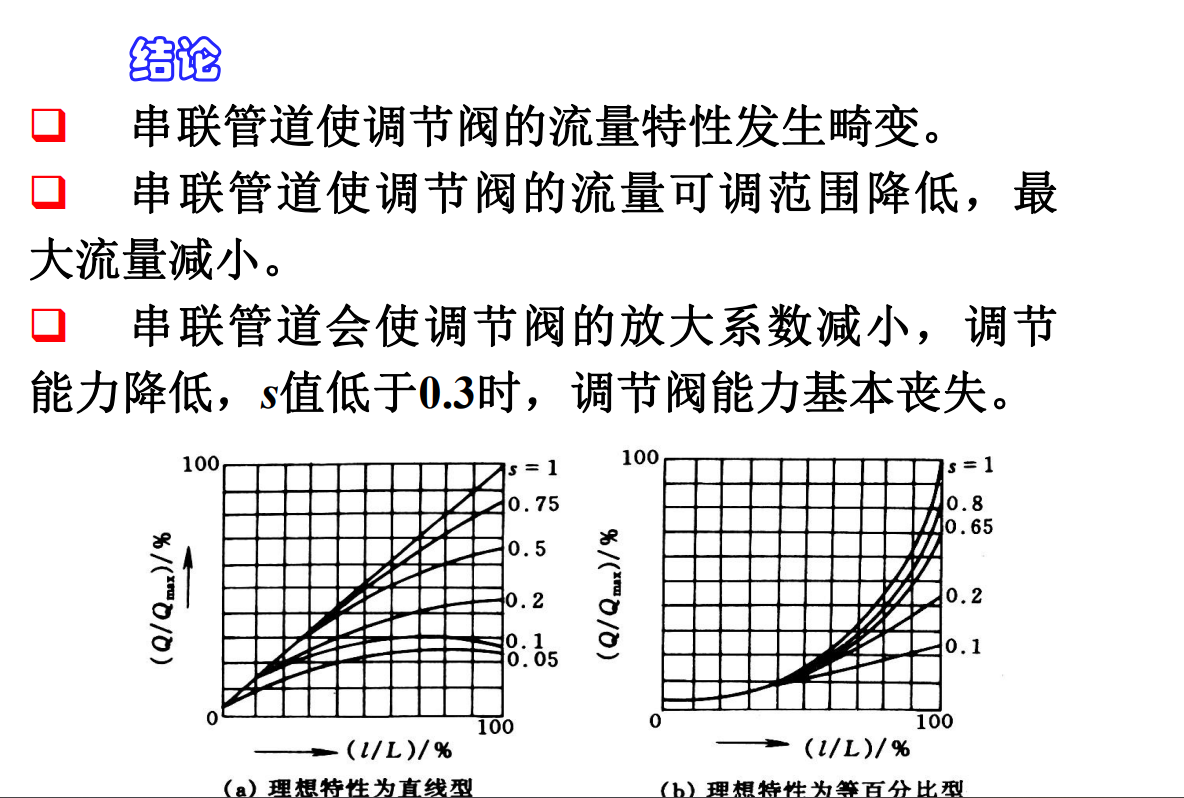 结论
❑ 串联管道使调节阀的流量特性发生畸变。
❑ 串联管道使调节阀的流量可调范围降低，最
大流量减小。
❑ 串联管道会使调节阀的放大系数减小，调节
能力降低，s值低于0.3时，调节阀能力基本丧失。
100
s = 1
0.75
0.5
0.2
0.1
0.05
(Q/Qmax)/%
0
100
(l/L)/%
(a) 理想特性为直线型
100
s = 1
0.8
0.65
0.2
0.1
(Q/Qmax)/%
0
100
(l/L)/%
(b) 理想特性为等百分比型